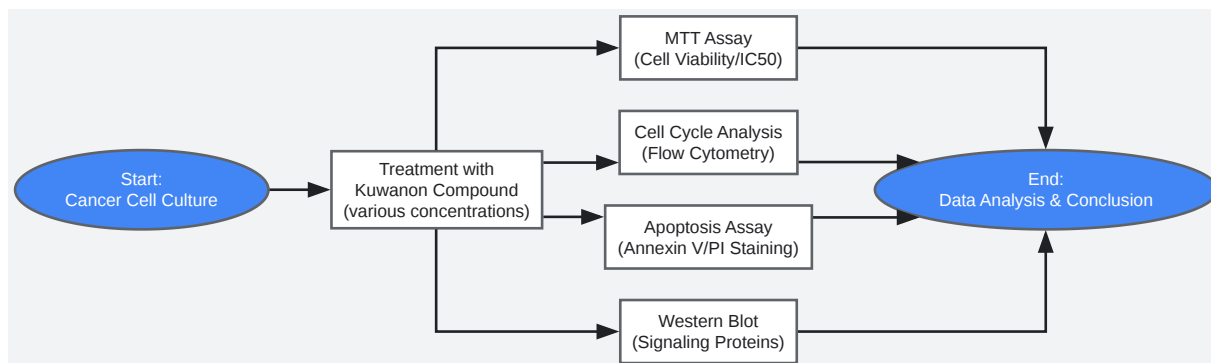 Start:
Cancer Cell Culture
Treatment with
Kuwanon Compound
(various concentrations)
MTT Assay
(Cell Viability/IC50)
Cell Cycle Analysis
(Flow Cytometry)
Apoptosis Assay
(Annexin V/PI Staining)
Western Blot
(Signaling Proteins)
End:
Data Analysis & Conclusion